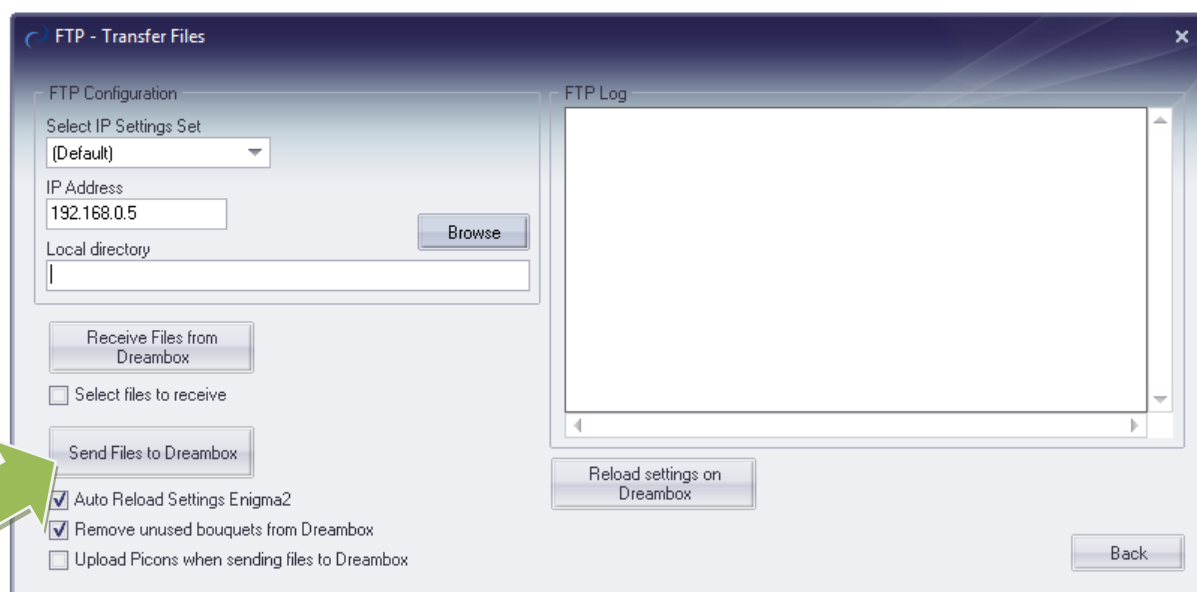 FTP - Transfer Files
FTP Configuration
Select IP Settings Set
(Default)
IP Address
192.168.0.5
Browse
Local directory
Receive Files from
Dreambox
Select files to receive
Send Files to Dreambox
Auto Reload Settings Enigma2
Remove unused bouquets from Dreambox
Upload Picons when sending files to Dreambox
FTP Log
Reload settings on
Dreambox
Back